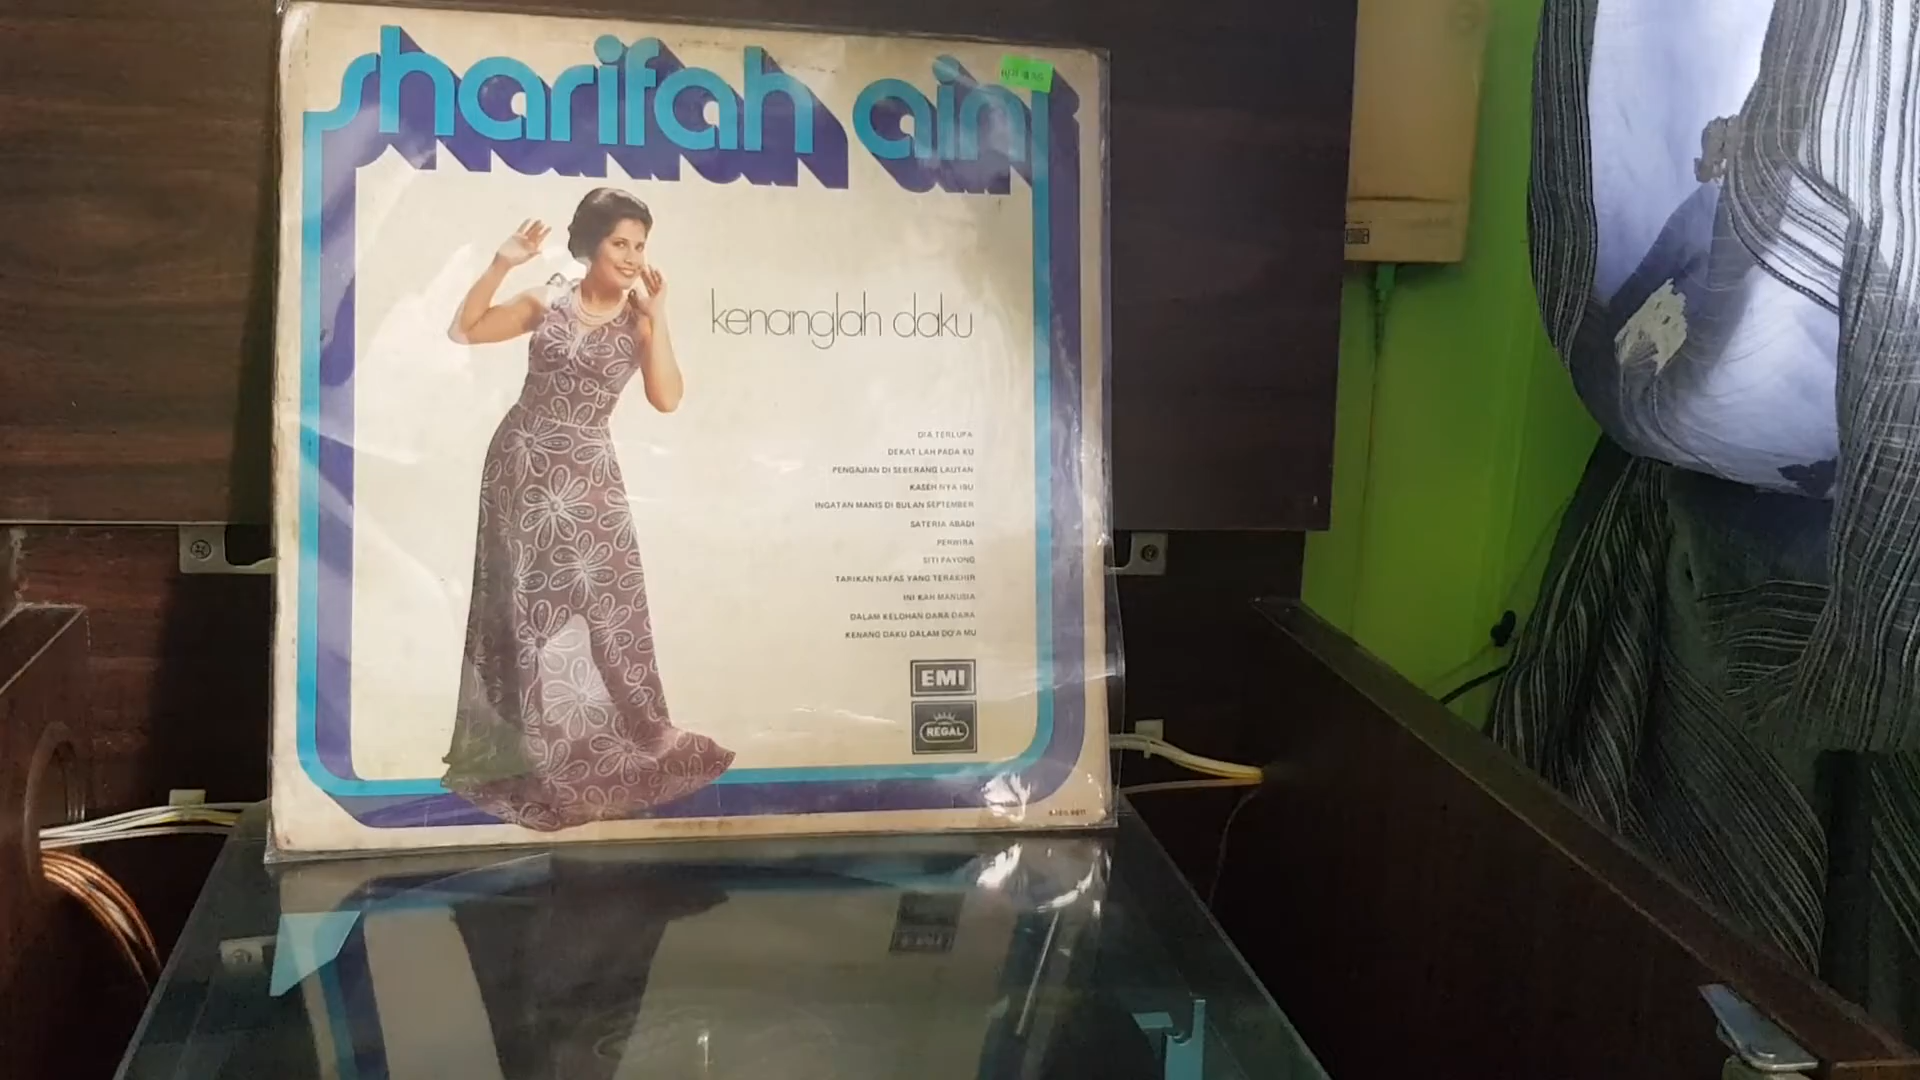 sharifah aini
kenanglah daku
DIA TERLUPA
DEKAT LAH PADA KU
PENGAJIAN DI SEBERANG LAUTAN
KASEH NYA IBU
INGATAN MANIS DI BULAN SEPTEMBER
SATERIA ABADI
PERWIRA
SITI PAYONG
TARIKAN NAFAS YANG TERAKHIR
INI KAH MANUSIA
DALAM KELOHAN DARA DARA
KENANG DAKU DALAM DO'A MU
EMI
REGAL